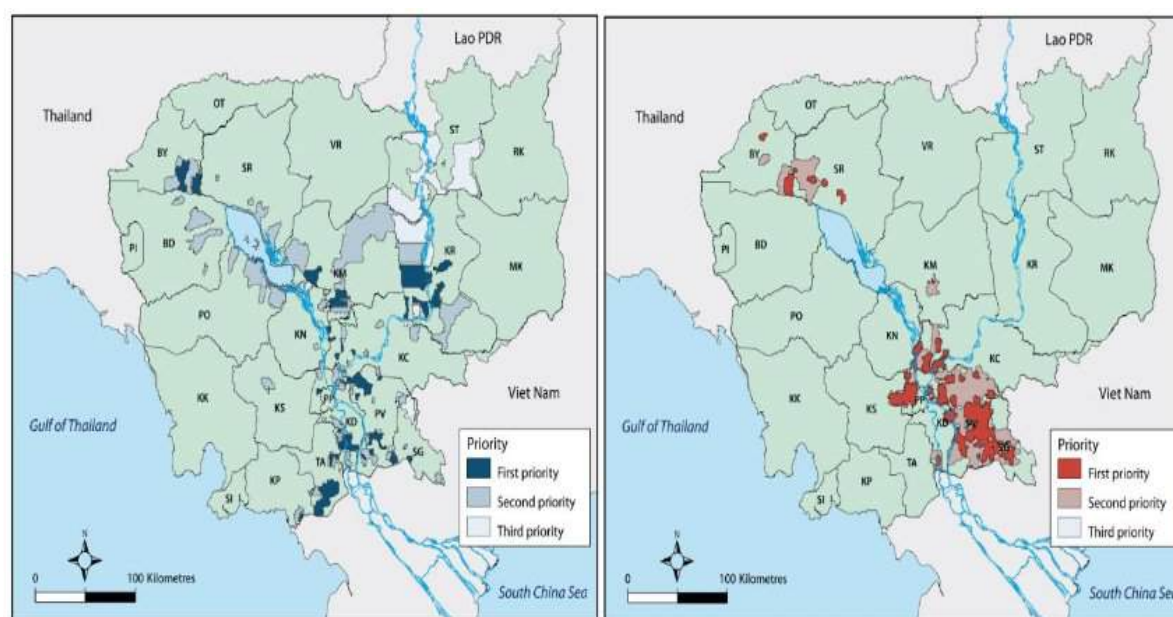 Lao PDR
Thailand
OT
ST
BY
SR
VR
RK
PI
BD
KM
KR
MK
PO
KN
KC
KK
KS
PP
PV
Viet Nam
Gulf of Thailand
KD
TA
SG
KP
SI
Priority
First priority
Second priority
Third priority
N
0
100 Kilometres
South China Sea
Lao PDR
Thailand
OT
ST
BY
SR
VR
RK
PI
BD
KM
KR
MK
PO
KN
KC
KK
KS
PP
Viet Nam
Gulf of Thailand
KD
PV
TA
SG
KP
SI
Priority
First priority
Second priority
Third priority
N
0
100 Kilometres
South China Sea